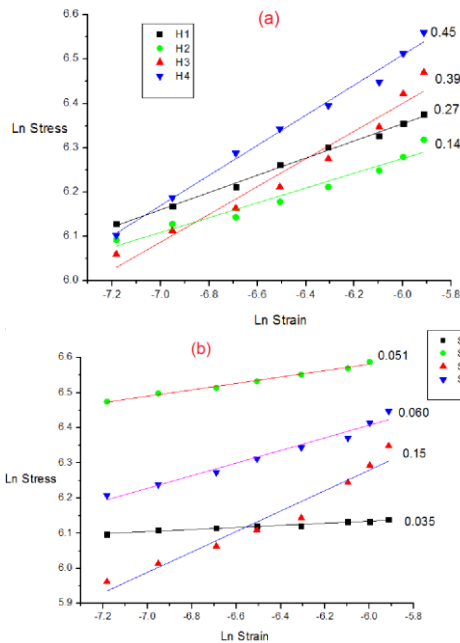 (a)
H1
H2
H3
H4
0.45
0.39
0.27
0.14
Ln Stress
6.6
6.5
6.4
6.3
6.2
6.1
6.0
-7.2 -7.0 -6.8 -6.6 -6.4 -6.2 -6.0 -5.8
Ln Strain
(b)
S
S
S
S
0.051
0.060
0.15
0.035
Ln Stress
6.6
6.5
6.4
6.3
6.2
6.1
6.0
5.9
-7.2 -7.0 -6.8 -6.6 -6.4 -6.2 -6.0 -5.8
Ln Strain